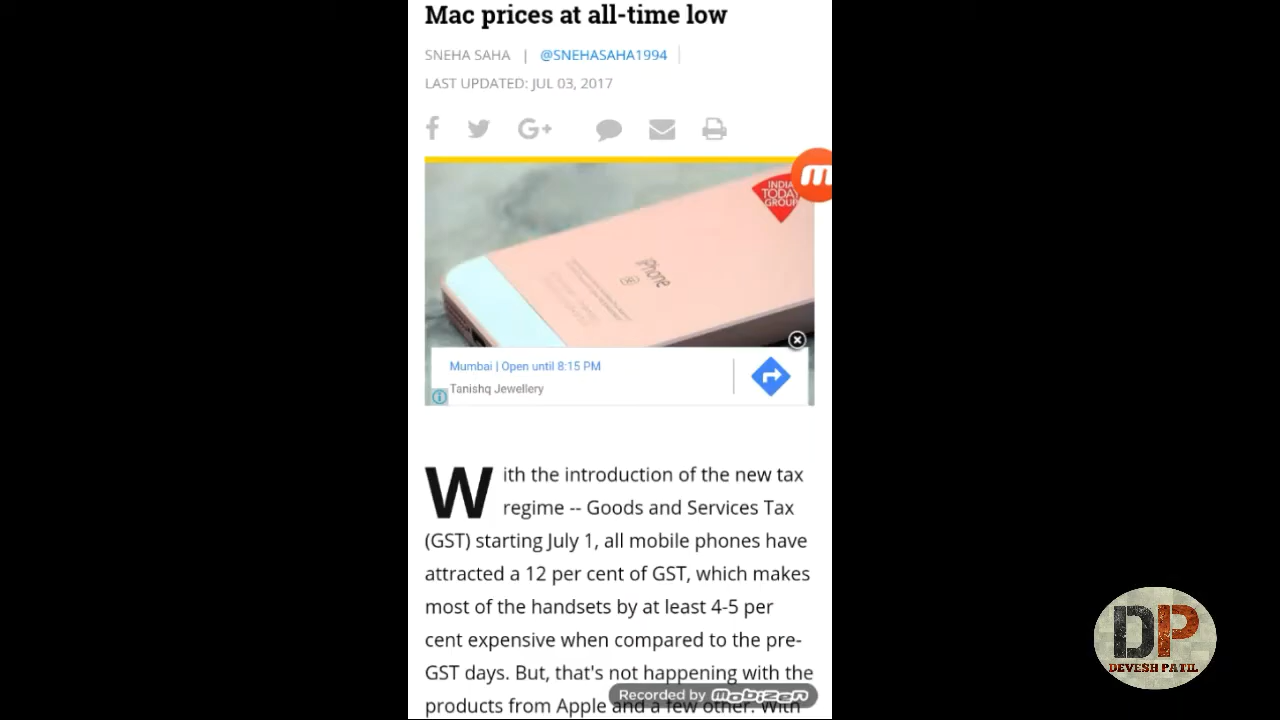 Mac prices at all-time low
SNEHA SAHA | @SNEHASAHA1994
LAST UPDATED: JUL 03, 2017
G+
m
INDIA
TODAY
GROUP
iPhone
SE
Mumbai | Open until 8:15 PM
Tanishq Jewellery
With the introduction of the new tax
regime -- Goods and Services Tax
(GST) starting July 1, all mobile phones have
attracted a 12 per cent of GST, which makes
most of the handsets by at least 4-5 per
cent expensive when compared to the pre-
GST days. But, that's not happening with the
products from Apple and a few other. With
Recorded by mobizen
DP
DEVESH PATIL